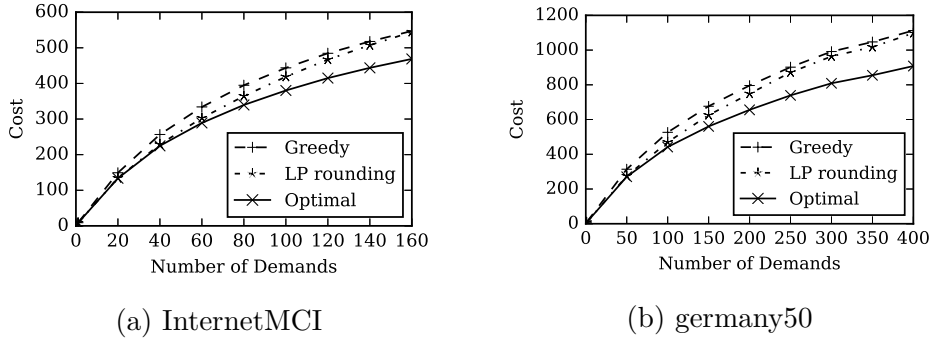 600
500
400
300
200
100
0
Cost
Greedy
LP rounding
Optimal
0 20 40 60 80 100 120 140 160
Number of Demands
(a) InternetMCI
1200
1000
800
600
400
200
0
Cost
Greedy
LP rounding
Optimal
0 50 100 150 200 250 300 350 400
Number of Demands
(b) germany50